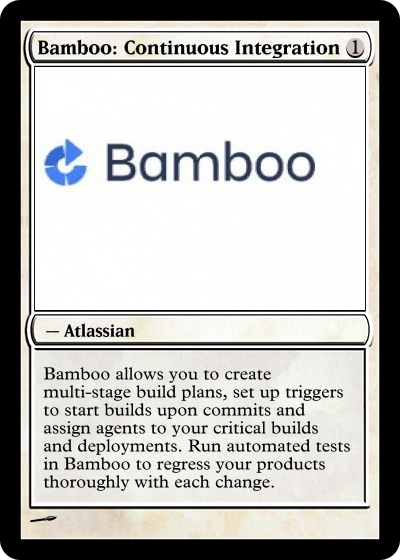 Bamboo: Continuous Integration 1
Bamboo
— Atlassian
Bamboo allows you to create
multi-stage build plans, set up triggers
to start builds upon commits and
assign agents to your critical builds
and deployments. Run automated tests
in Bamboo to regress your products
thoroughly with each change.